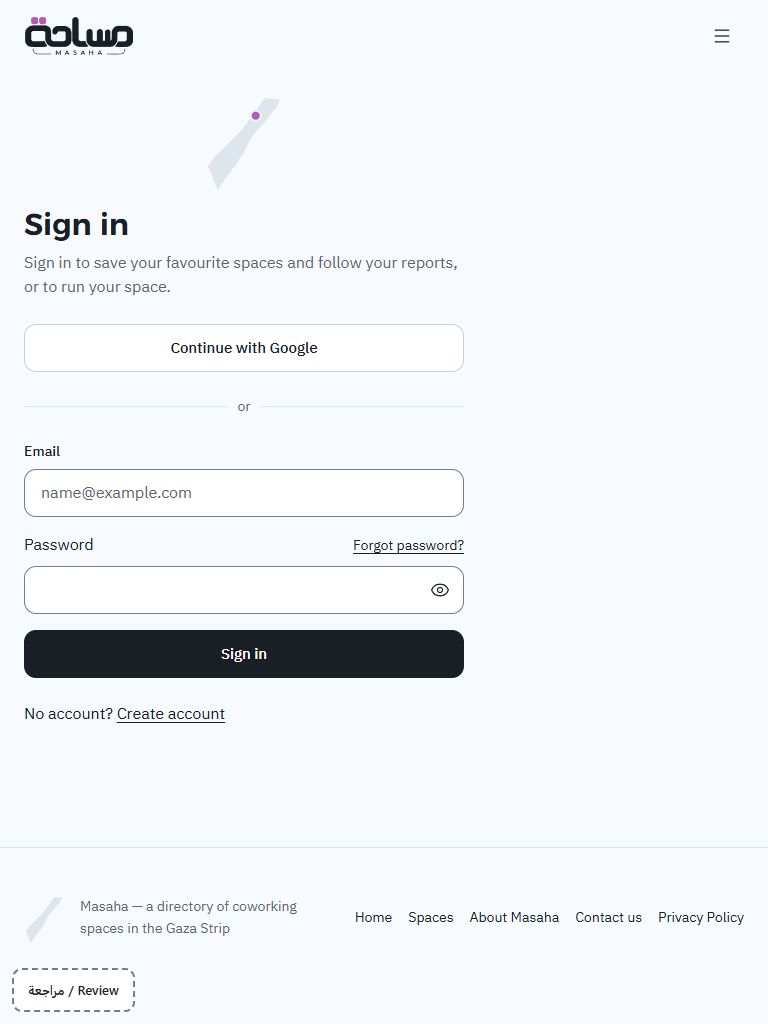 مساحة
MASAHA
Sign in
Sign in to save your favourite spaces and follow your reports,
or to run your space.
Continue with Google
or
Email
name@example.com
Password
Forgot password?
Sign in
No account? Create account
Masaha — a directory of coworking
spaces in the Gaza Strip
Home Spaces About Masaha Contact us Privacy Policy
مراجعة / Review